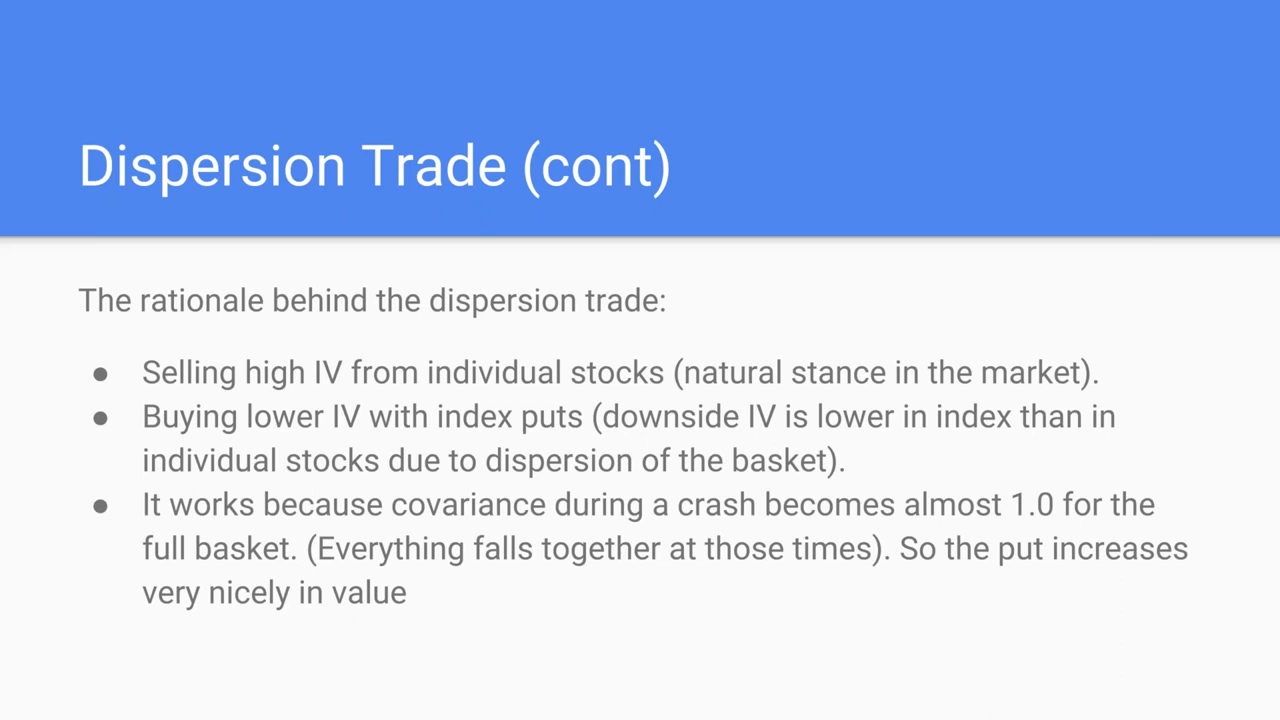 Dispersion Trade (cont)
The rationale behind the dispersion trade:
● Selling high IV from individual stocks (natural stance in the market).
● Buying lower IV with index puts (downside IV is lower in index than in
individual stocks due to dispersion of the basket).
● It works because covariance during a crash becomes almost 1.0 for the
full basket. (Everything falls together at those times). So the put increases
very nicely in value